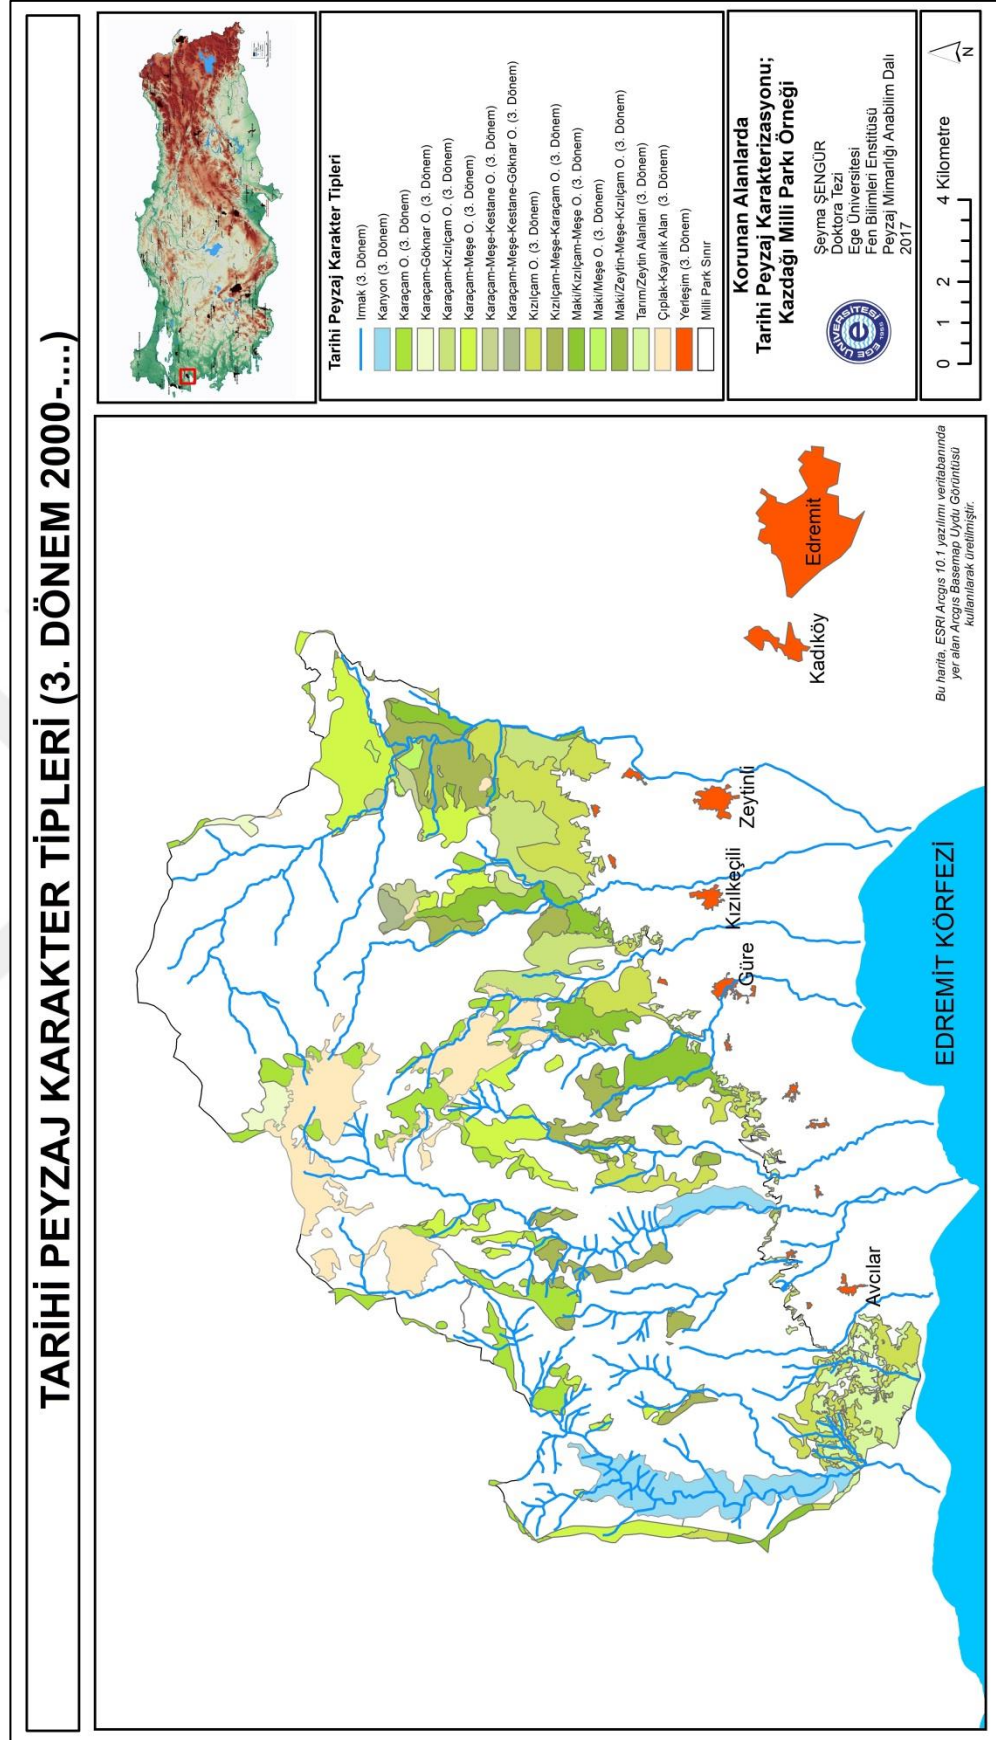 TARİHİ PEYZAJ KARAKTER TİPLERİ (3. DÖNEM 2000-....)
Tarihi Peyzaj Karakter Tipleri
Irmak (3. Dönem)
Kanyon (3. Dönem)
Karaçam O. (3. Dönem)
Karaçam-Göknar O. (3. Dönem)
Karaçam-Kızılçam O. (3. Dönem)
Karaçam-Meşe O. (3. Dönem)
Karaçam-Meşe-Kestane O. (3. Dönem)
Karaçam-Meşe-Kestane-Göknar O. (3. Dönem)
Kızılçam O. (3. Dönem)
Kızılçam-Meşe-Karaçam O. (3. Dönem)
Maki/Kızılçam-Meşe O. (3. Dönem)
Maki/Meşe O. (3. Dönem)
Maki/Zeytin-Meşe-Kızılçam O. (3. Dönem)
Tarım/Zeytin Alanları (3. Dönem)
Çıplak-Kayalık Alan (3. Dönem)
Yerleşim (3. Dönem)
Milli Park Sınır
Korunan Alanlarda
Tarihi Peyzaj Karakterizasyonu;
Kazdağı Milli Parkı Örneği
Şeyma ŞENGÜR
Doktora Tezi
Ege Üniversitesi
Fen Bilimleri Enstitüsü
Peyzaj Mimarlığı Anabilim Dalı
2017
EGE ÜNİVERSİTESİ
1955
e
0 1 2 4 Kilometre
N
Edremit
Kadıköy
Zeytinli
Kızılkeçili
Güre
Avcılar
EDREMİT KÖRFEZİ
Bu harita, ESRI Arcgis 10.1 yazılımı veritabanında
yer alan Arcgis Basemap Uydu Görüntüsü
kullanılarak üretilmiştir.